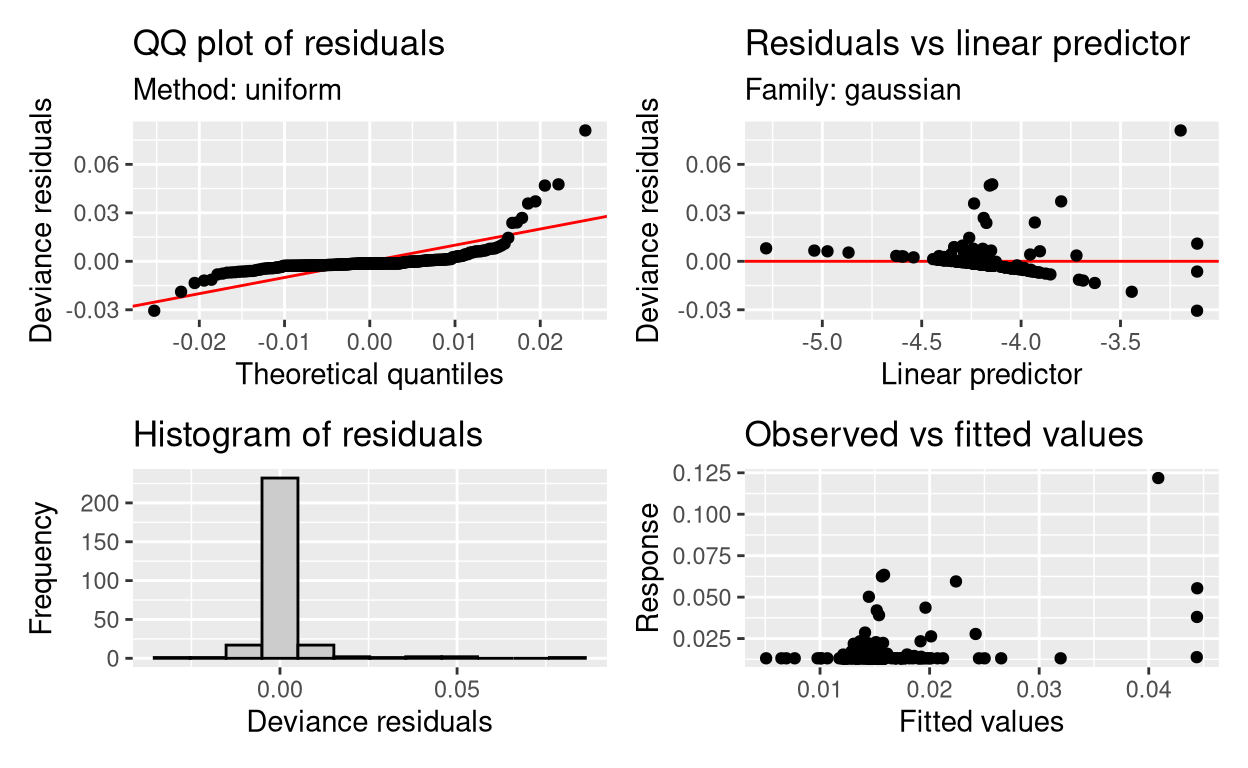 QQ plot of residuals
Method: uniform
Deviance residuals
0.06
0.03
0.00
-0.03
-0.02
-0.01
0.00
0.01
0.02
Theoretical quantiles
Residuals vs linear predictor
Family: gaussian
Deviance residuals
0.06
0.03
0.00
-0.03
-5.0
-4.5
-4.0
-3.5
Linear predictor
Histogram of residuals
Frequency
200
150
100
50
0
0.00
0.05
Deviance residuals
Observed vs fitted values
Response
0.125
0.100
0.075
0.050
0.025
0.01
0.02
0.03
0.04
Fitted values